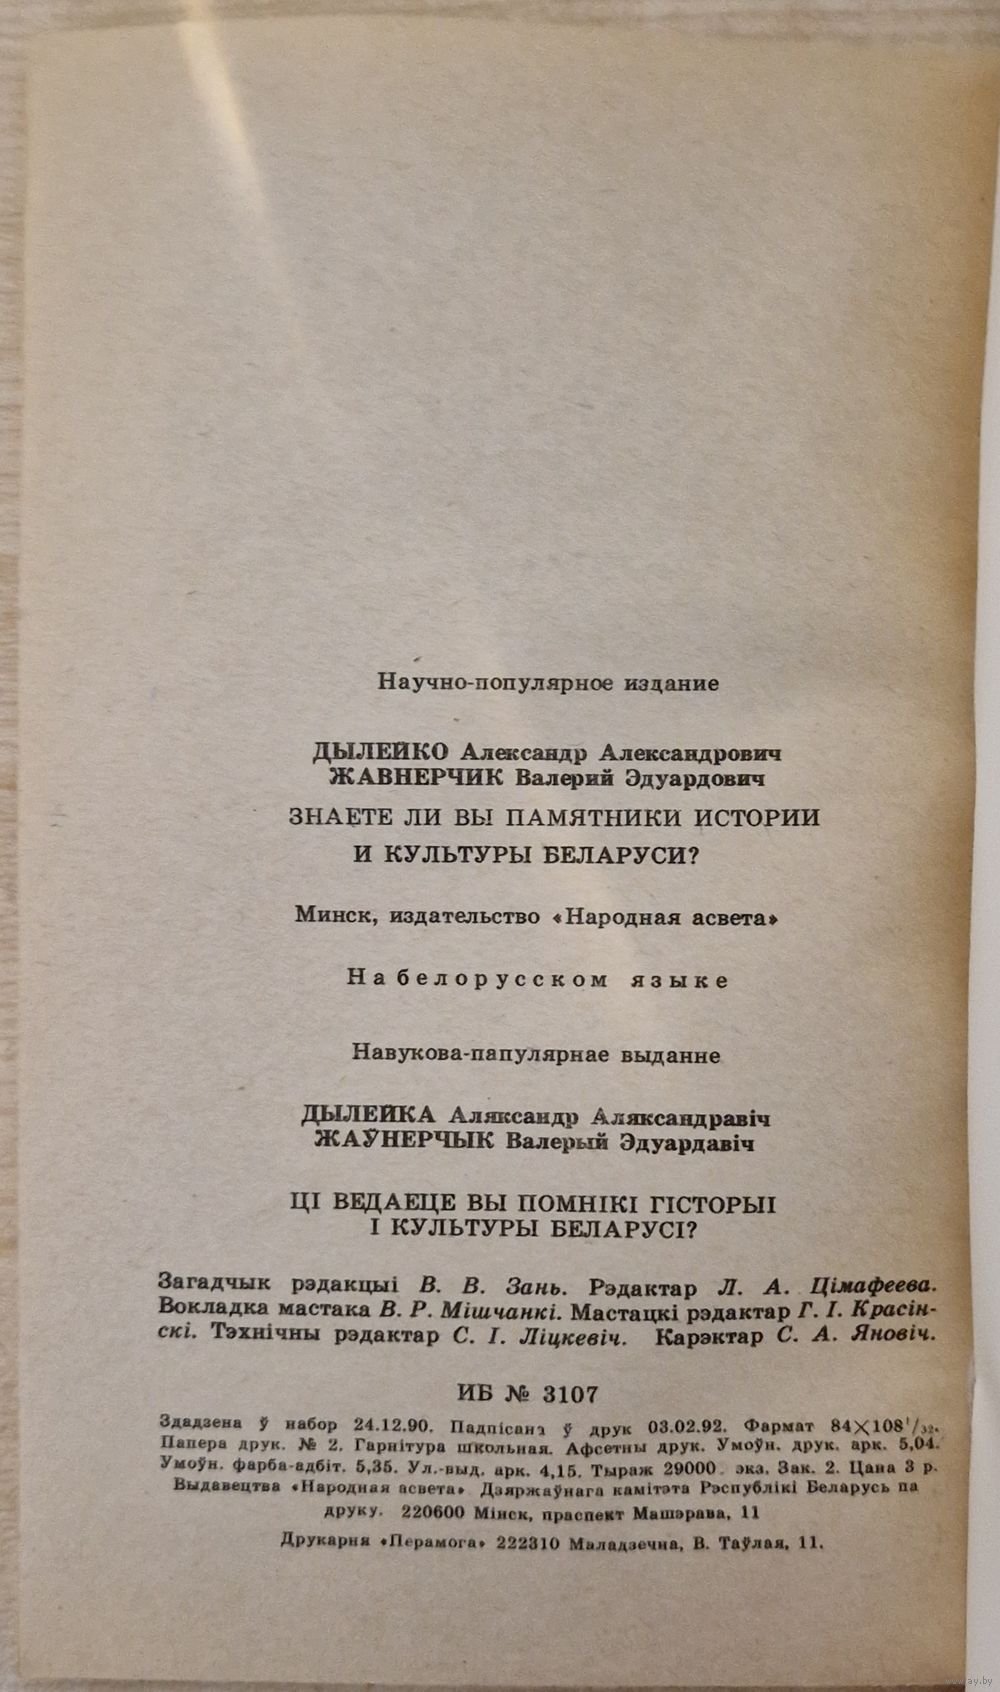 Научно-популярное издание
ДЫЛЕЙКО Александр Александрович
ЖАВНЕРЧИК Валерий Эдуардович
ЗНАЕТЕ ЛИ ВЫ ПАМЯТНИКИ ИСТОРИИ
И КУЛЬТУРЫ БЕЛАРУСИ?
Минск, издательство «Народная асвета»
На белорусском языке
Навукова-папулярнае выданне
ДЫЛЕЙКА Аляксандр Аляксандравіч
ЖАЎНЕРЧЫК Валерый Эдуардавіч
ЦІ ВЕДАЕЦЕ ВЫ ПОМНІКІ ГІСТОРЫІ
І КУЛЬТУРЫ БЕЛАРУСІ?
Загадчык рэдакцыі В. В. Зань. Рэдактар Л. А. Цімафеева.
Вокладка мастака В. Р. Мішчанкі. Мастацкі рэдактар Г. І. Красін-
скі. Тэхнічны рэдактар С. І. Ліцкевіч. Карэктар С. А. Яновіч.
ИБ № 3107
Здадзена ў набор 24.12.90. Падпісана ў друк 03.02.92. Фармат 84×108¹/₃₂.
Папера друк. № 2. Гарнітура школьная. Афсетны друк. Умоўн. друк. арк. 5,04.
Умоўн. фарба-адбіт. 5,35. Ул.-выд. арк. 4,15. Тыраж 29000 экз. Зак. 2. Цана 3 р.
Выдавецтва «Народная асвета» Дзяржаўнага камітэта Рэспублікі Беларусь па
друку. 220600 Мінск, праспект Машэрава, 11
Друкарня «Перамога» 222310 Маладзечна, В. Таўлая, 11.